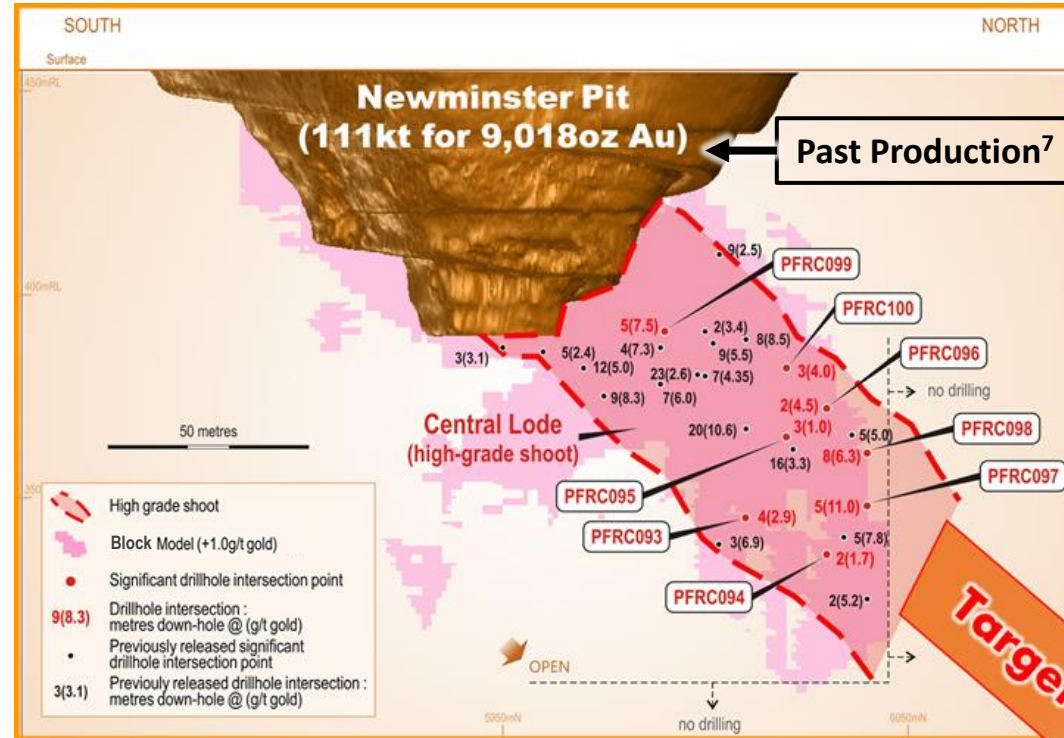 SOUTH
NORTH
Surface
450mRL
Newminster Pit
(111kt for 9,018oz Au)
Past Production7
9(2.5)
PFRC099
400mRL
PFRC100
5(7.5)
2(3.4)
8(8.5)
3(3.1)
5(2.4)
4(7.3)
9(5.5)
PFRC096
12(5.0)
23(2.6)
7(4.35)
3(4.0)
no drilling
9(8.3)
7(6.0)
2(4.5)
Central Lode
(high-grade shoot)
20(10.6)
3(1.0)
5(5.0)
PFRC098
50 metres
16(3.3)
8(6.3)
PFRC097
PFRC095
350
5(11.0)
High grade shoot
4(2.9)
PFRC093
Block Model (+1.0g/t gold)
3(6.9)
5(7.8)
2(1.7)
Significant drillhole intersection point
PFRC094
2(5.2)
9(8.3)
Drillhole intersection :
metres down-hole @ (g/t gold)
Previously released significant
drillhole intersection point
3(3.1)
Previouly released drillhole intersection :
metres down-hole @ (g/t gold)
OPEN
Targe
5950mN
no drilling
6050mN